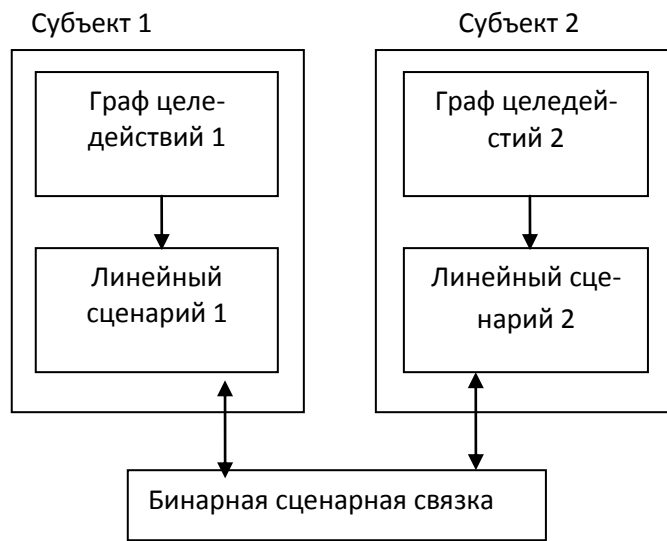 Субъект 1
Субъект 2
Граф целе-
действий 1
Граф целедей-
стий 2
Линейный
сценарий 1
Линейный сце-
нарий 2
Бинарная сценарная связка